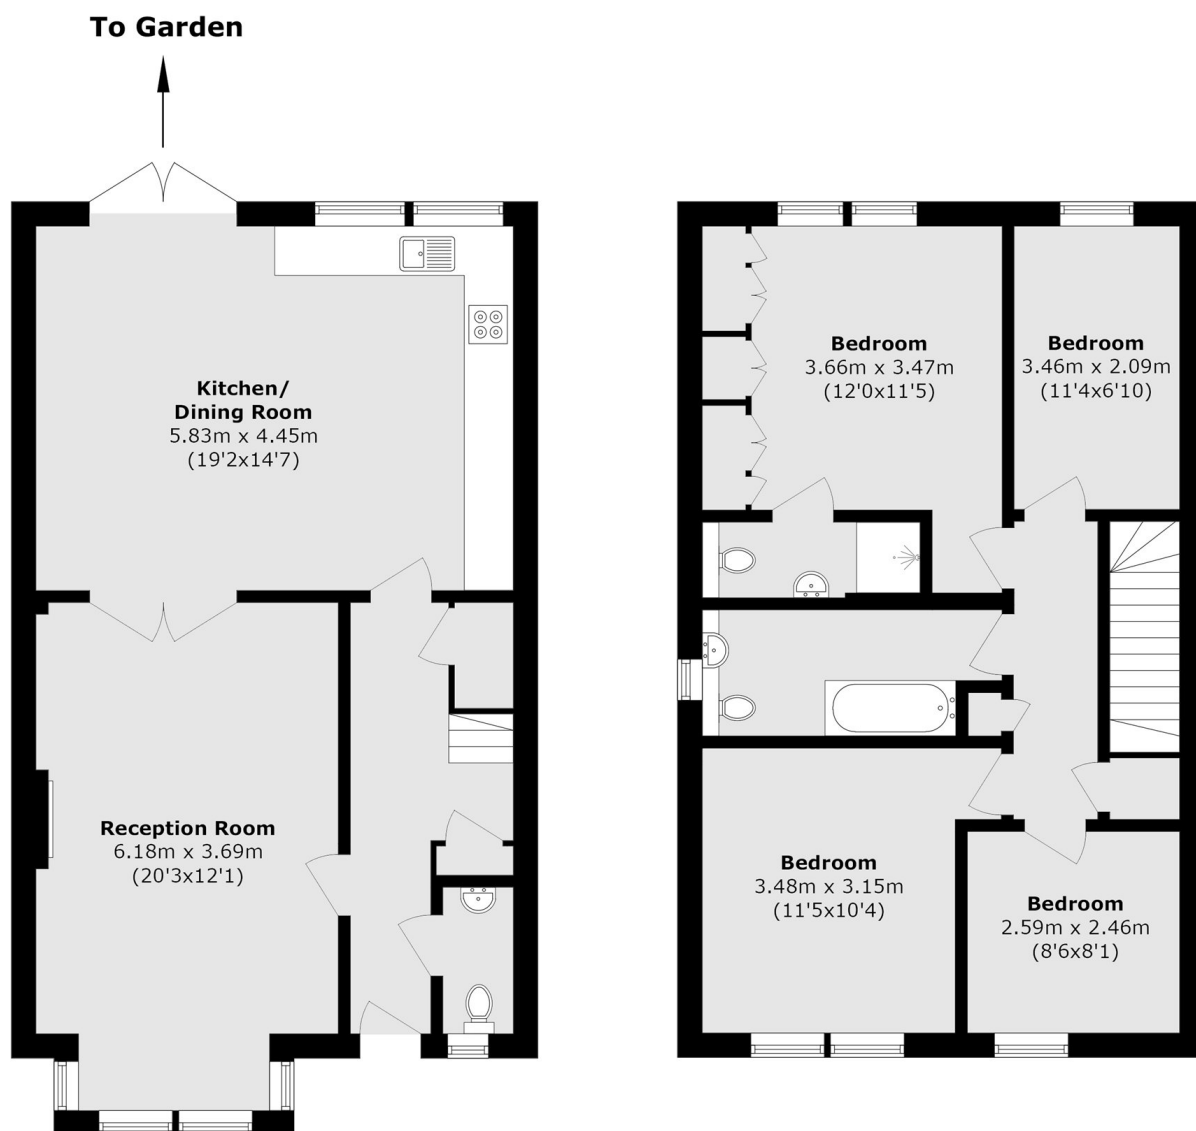 To Garden
Kitchen/
Dining Room
5.83m x 4.45m
(19'2x14'7)
Reception Room
6.18m x 3.69m
(20'3x12'1)
Bedroom
3.66m x 3.47m
(12'0x11'5)
Bedroom
3.46m x 2.09m
(11'4x6'10)
Bedroom
3.48m x 3.15m
(11'5x10'4)
Bedroom
2.59m x 2.46m
(8'6x8'1)